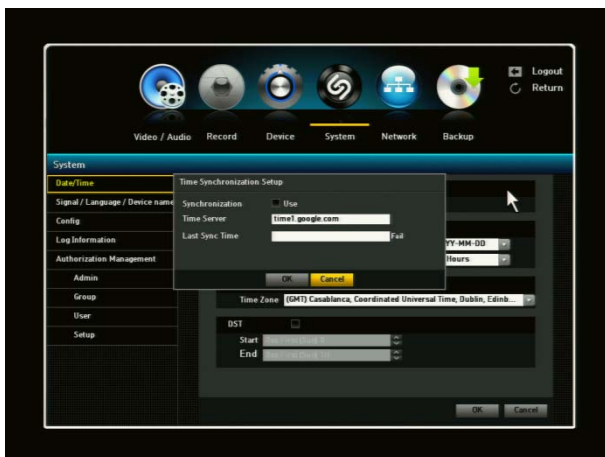 Logout
Return
Video / Audio Record Device System Network Backup
System
Date/Time
Signal / Language / Device name
Config
Log Information
Authorization Management
Admin
Group
User
Setup
Time Synchronization Setup
Synchronization Use
Time Server time1.google.com
Last Sync Time Fail
OK Cancel
YY-MM-DD
Hours
Time Zone (GMT) Casablanca, Coordinated Universal Time, Dublin, Edinb...
DST
Start
End
OK Cancel